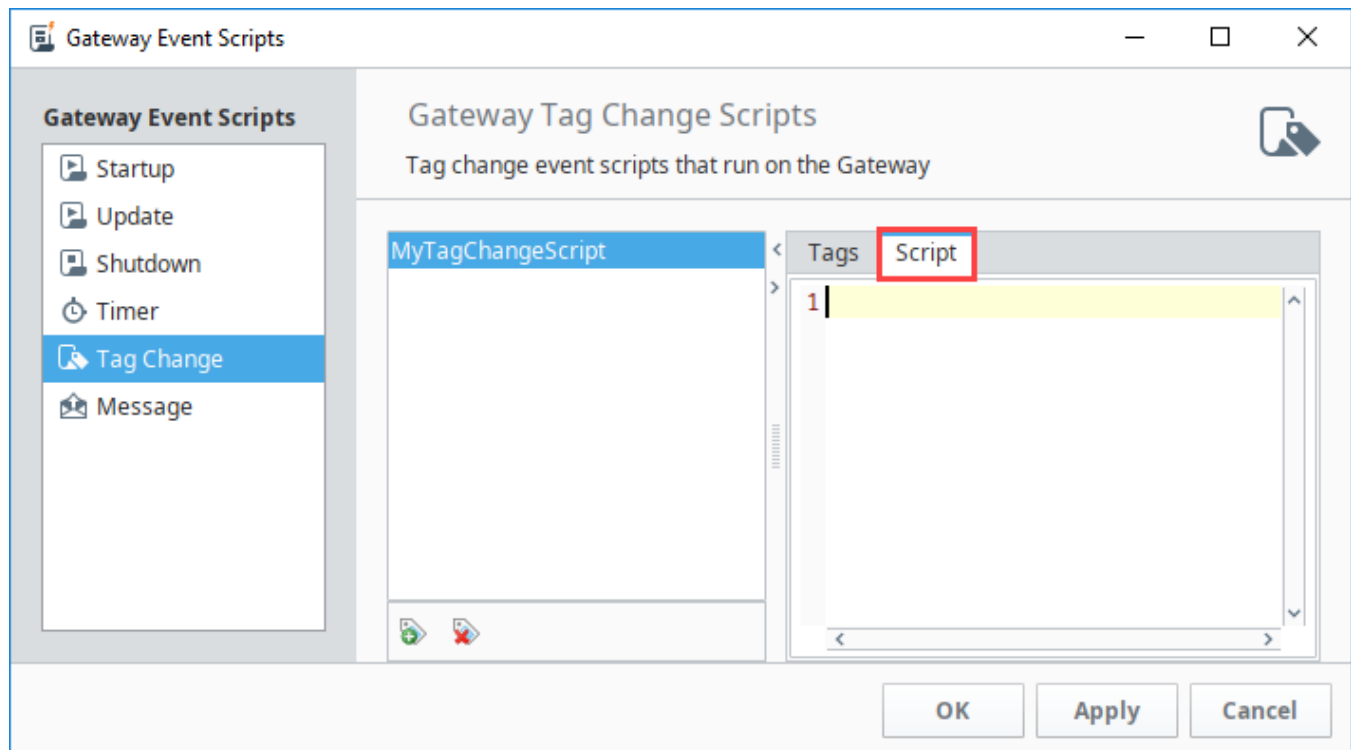 Gateway Event Scripts
Gateway Event Scripts
Startup
Update
Shutdown
Timer
Tag Change
Message
Gateway Tag Change Scripts
Tag change event scripts that run on the Gateway
MyTagChangeScript
Tags Script
1
OK Apply Cancel